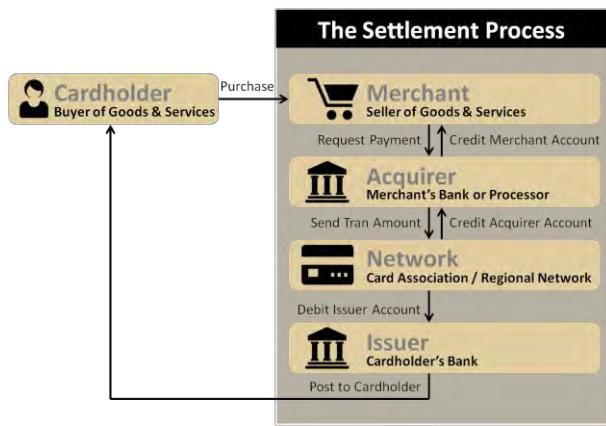 The Settlement Process
Cardholder
Buyer of Goods & Services
Purchase
Merchant
Seller of Goods & Services
Request Payment
Credit Merchant Account
Acquirer
Merchant's Bank or Processor
Send Tran Amount
Credit Acquirer Account
Network
Card Association / Regional Network
Debit Issuer Account
Issuer
Cardholder's Bank
Post to Cardholder